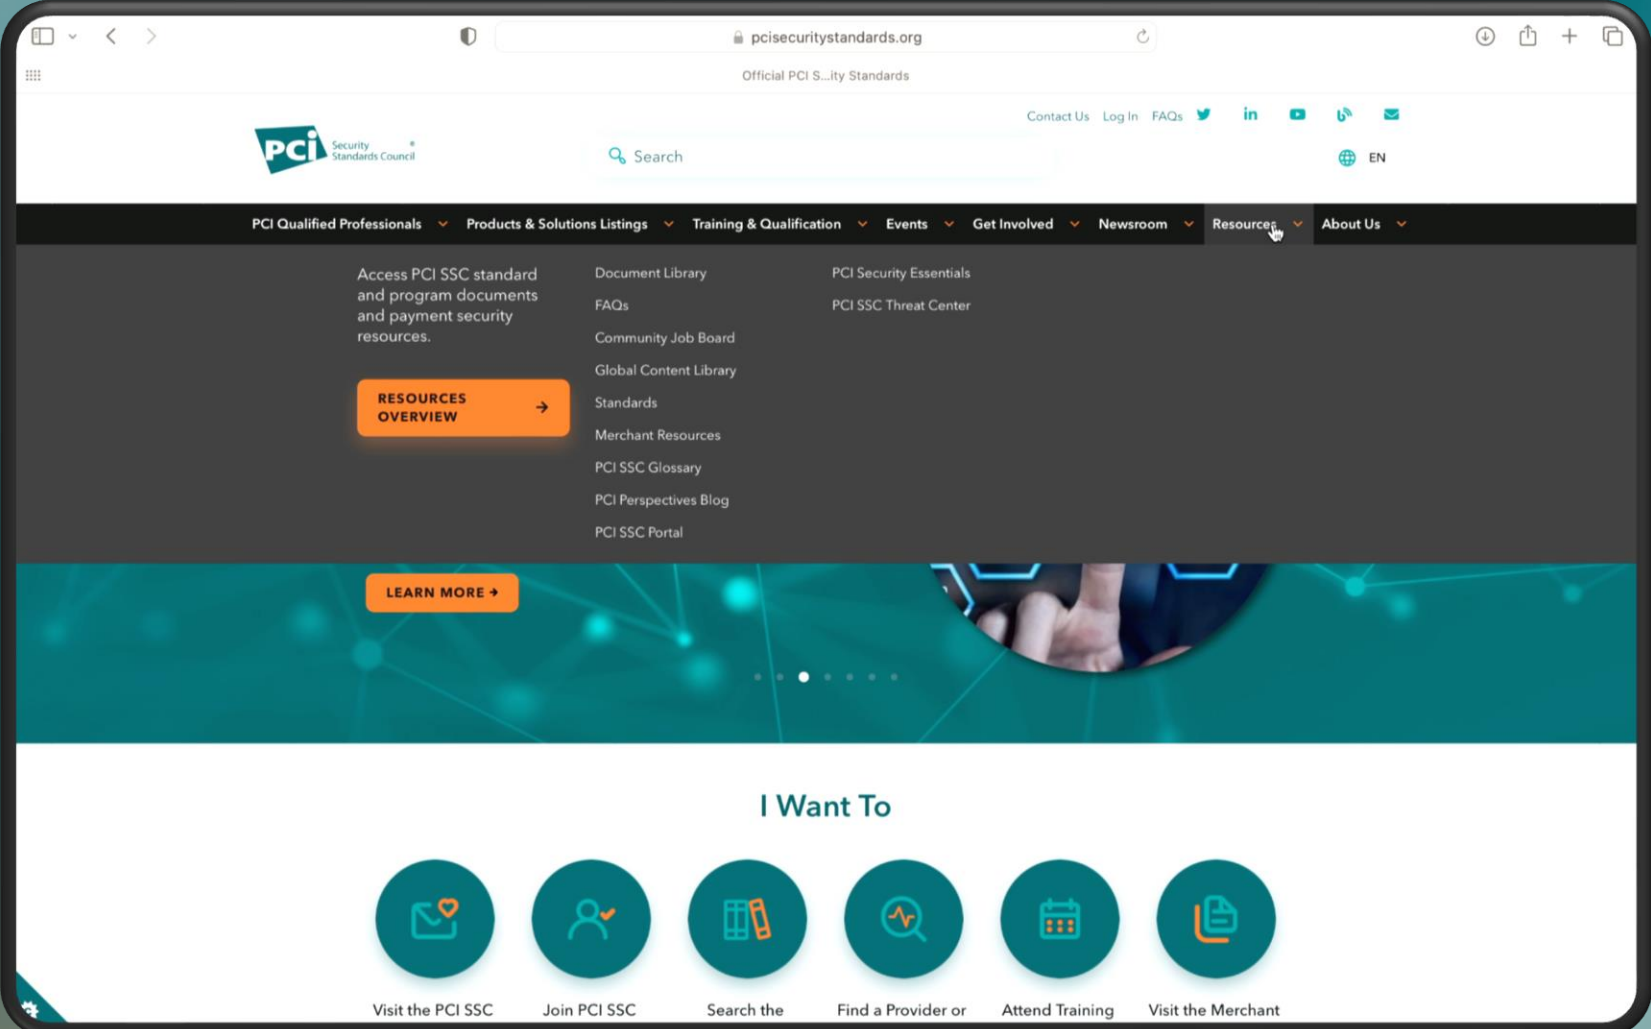 pcisecuritystandards.org
Official PCI S...ity Standards
Contact Us Log In FAQs
PCI Security Standards Council ®
Search
EN
PCI Qualified Professionals Products & Solutions Listings Training & Qualification Events Get Involved Newsroom Resources About Us
Access PCI SSC standard
and program documents
and payment security
resources.
RESOURCES
OVERVIEW
Document Library
FAQs
Community Job Board
Global Content Library
Standards
Merchant Resources
PCI SSC Glossary
PCI Perspectives Blog
PCI SSC Portal
PCI Security Essentials
PCI SSC Threat Center
LEARN MORE
I Want To
Visit the PCI SSC
Join PCI SSC
Search the
Find a Provider or
Attend Training
Visit the Merchant